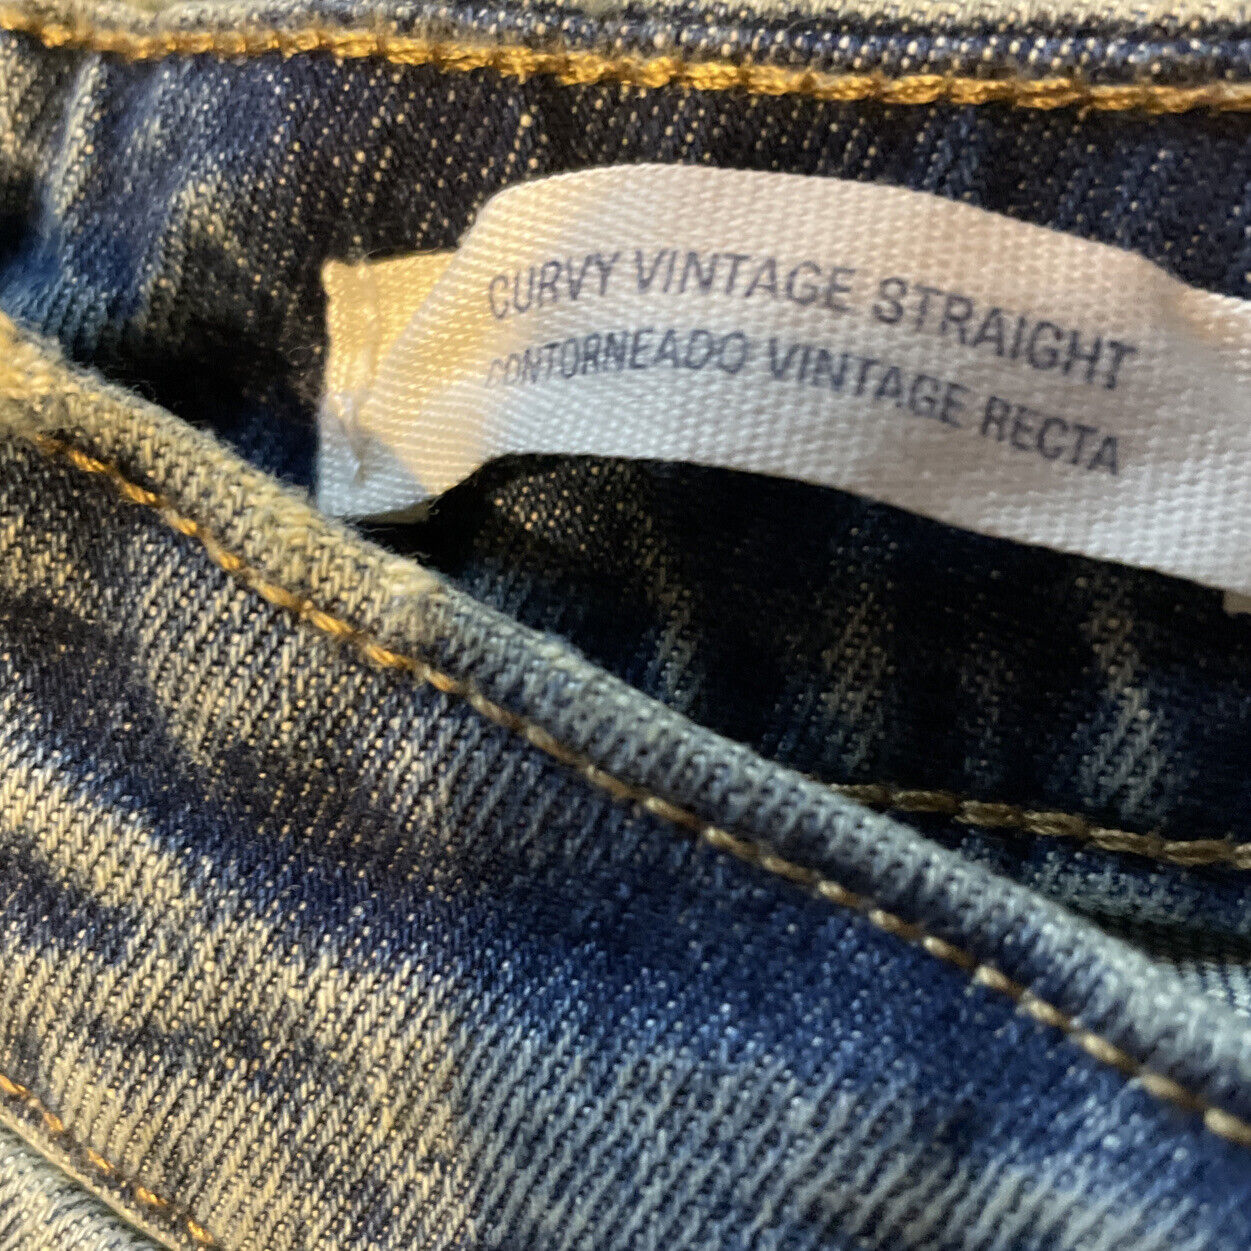 CURVY VINTAGE STRAIGHT
CONTORNEADO VINTAGE RECTA